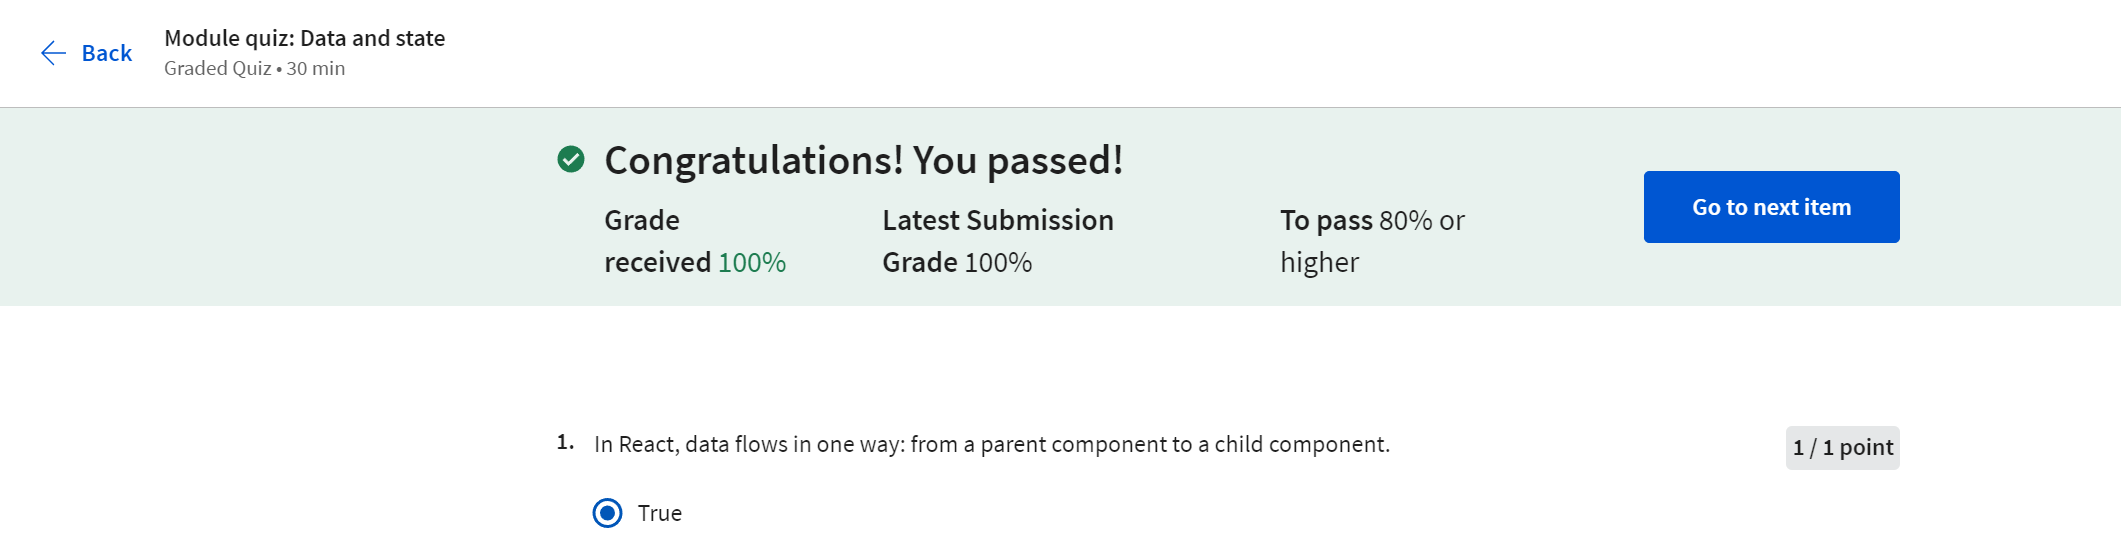 Back
Module quiz: Data and state
Graded Quiz • 30 min
Congratulations! You passed!
Grade received 100%
Latest Submission Grade 100%
To pass 80% or higher
Go to next item
1. In React, data flows in one way: from a parent component to a child component.
1 / 1 point
True